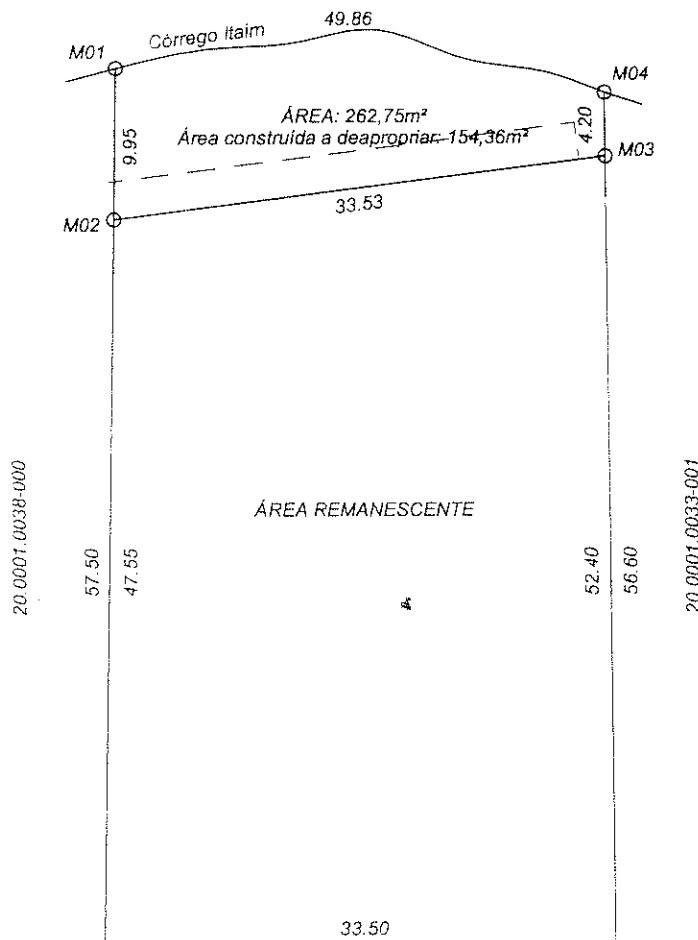 49.86
Córrego Itaim
M01
M04
ÁREA: 262,75m²
Área construída a deapropriar: 154,36m²
9.95
4.20
M03
M02
33.53
20.0001.0038-000
57.50
47.55
ÁREA REMANESCENTE
52.40
56.60
20.0001.0033-001
33.50